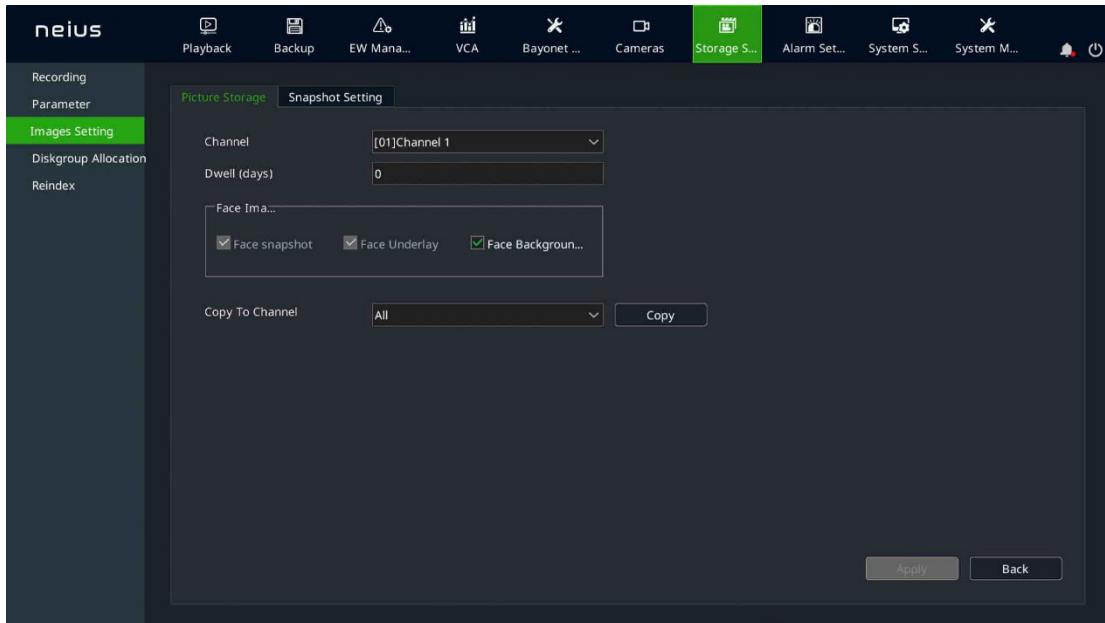 neius
Playback
Backup
EW Mana...
VCA
Bayonet ...
Cameras
Storage S...
Alarm Set...
System S...
System M...
Recording
Parameter
Images Setting
Diskgroup Allocation
Reindex
Picture Storage
Snapshot Setting
Channel
[01]Channel 1
Dwell (days)
0
Face Ima...
Face snapshot
Face Underlay
Face Backgroun...
Copy To Channel
All
Copy
Apply
Back